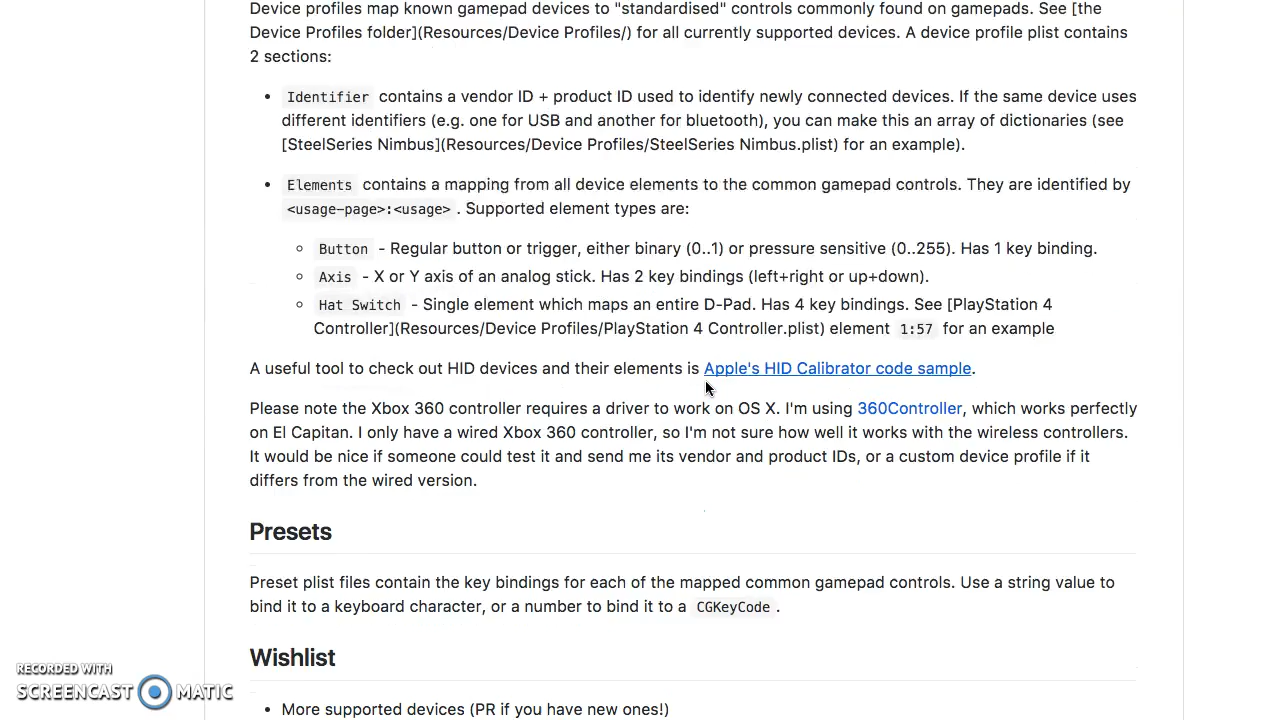 Device profiles map known gamepad devices to "standardised" controls commonly found on gamepads. See [the
Device Profiles folder](Resources/Device Profiles/) for all currently supported devices. A device profile plist contains
2 sections:
• Identifier contains a vendor ID + product ID used to identify newly connected devices. If the same device uses
different identifiers (e.g. one for USB and another for bluetooth), you can make this an array of dictionaries (see
[SteelSeries Nimbus](Resources/Device Profiles/SteelSeries Nimbus.plist) for an example).
• Elements contains a mapping from all device elements to the common gamepad controls. They are identified by
<usage-page>:<usage> . Supported element types are:
◦ Button - Regular button or trigger, either binary (0..1) or pressure sensitive (0..255). Has 1 key binding.
◦ Axis - X or Y axis of an analog stick. Has 2 key bindings (left+right or up+down).
◦ Hat Switch - Single element which maps an entire D-Pad. Has 4 key bindings. See [PlayStation 4
Controller](Resources/Device Profiles/PlayStation 4 Controller.plist) element 1:57 for an example
A useful tool to check out HID devices and their elements is Apple's HID Calibrator code sample.
Please note the Xbox 360 controller requires a driver to work on OS X. I'm using 360Controller, which works perfectly
on El Capitan. I only have a wired Xbox 360 controller, so I'm not sure how well it works with the wireless controllers.
It would be nice if someone could test it and send me its vendor and product IDs, or a custom device profile if it
differs from the wired version.
Presets
Preset plist files contain the key bindings for each of the mapped common gamepad controls. Use a string value to
bind it to a keyboard character, or a number to bind it to a CGKeyCode .
Wishlist
• More supported devices (PR if you have new ones!)
RECORDED WITH
SCREENCAST MATIC